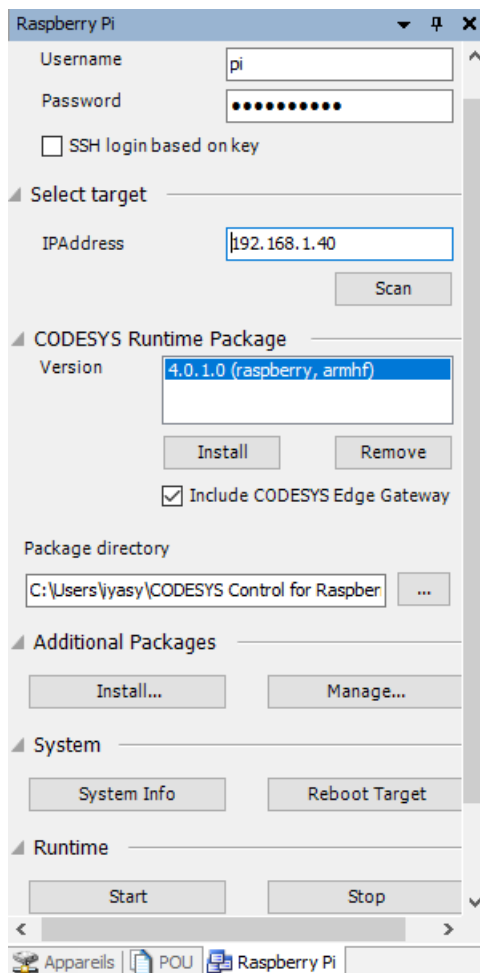 Raspberry Pi
Username pi
Password ●●●●●●●●●●
SSH login based on key
Select target
IPAddress 192.168.1.40
Scan
CODESYS Runtime Package
Version 4.0.1.0 (raspberry, armhf)
Install Remove
Include CODESYS Edge Gateway
Package directory
C:\Users\iyasy\CODESYS Control for Raspber ...
Additional Packages
Install... Manage...
System
System Info Reboot Target
Runtime
Start Stop
Appareils POU Raspberry Pi